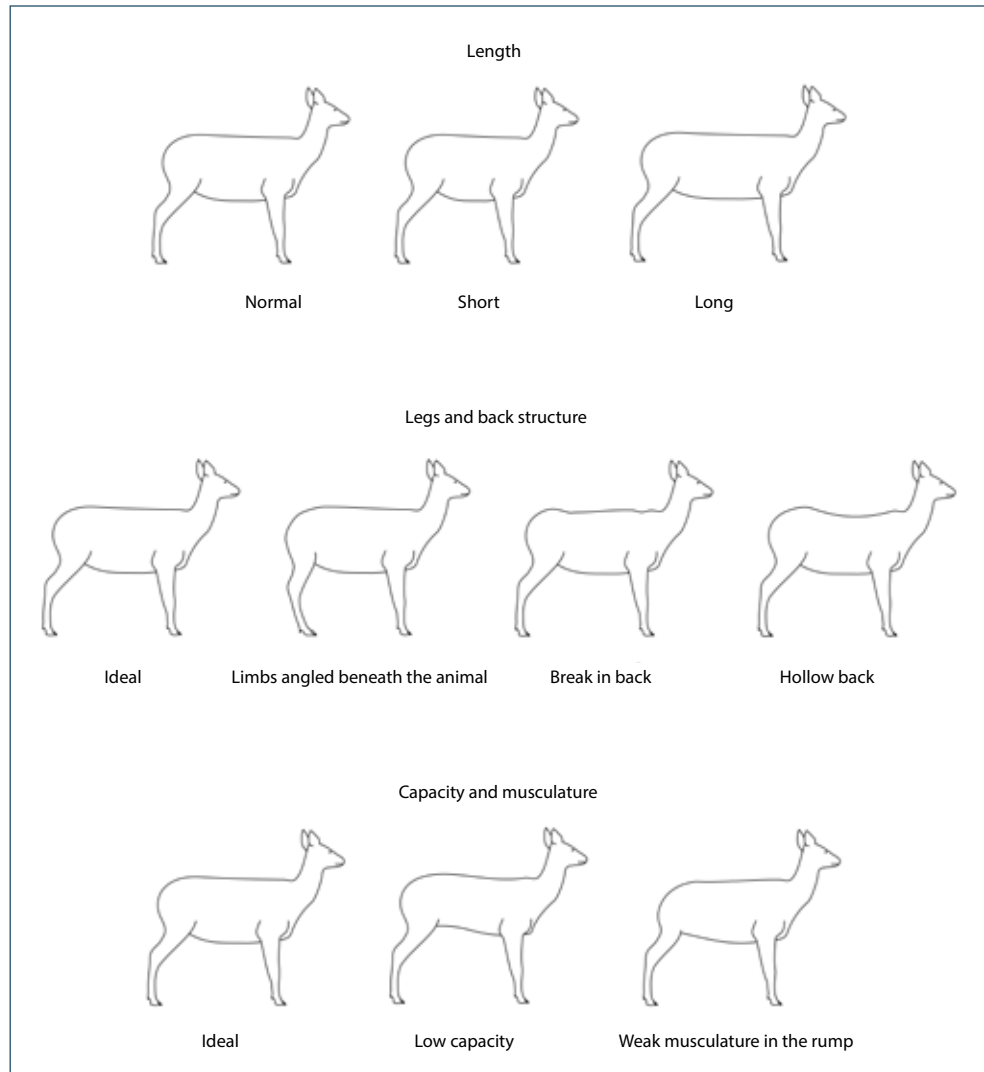 Length
Normal Short Long
Legs and back structure
Ideal Limbs angled beneath the animal Break in back Hollow back
Capacity and musculature
Ideal Low capacity Weak musculature in the rump